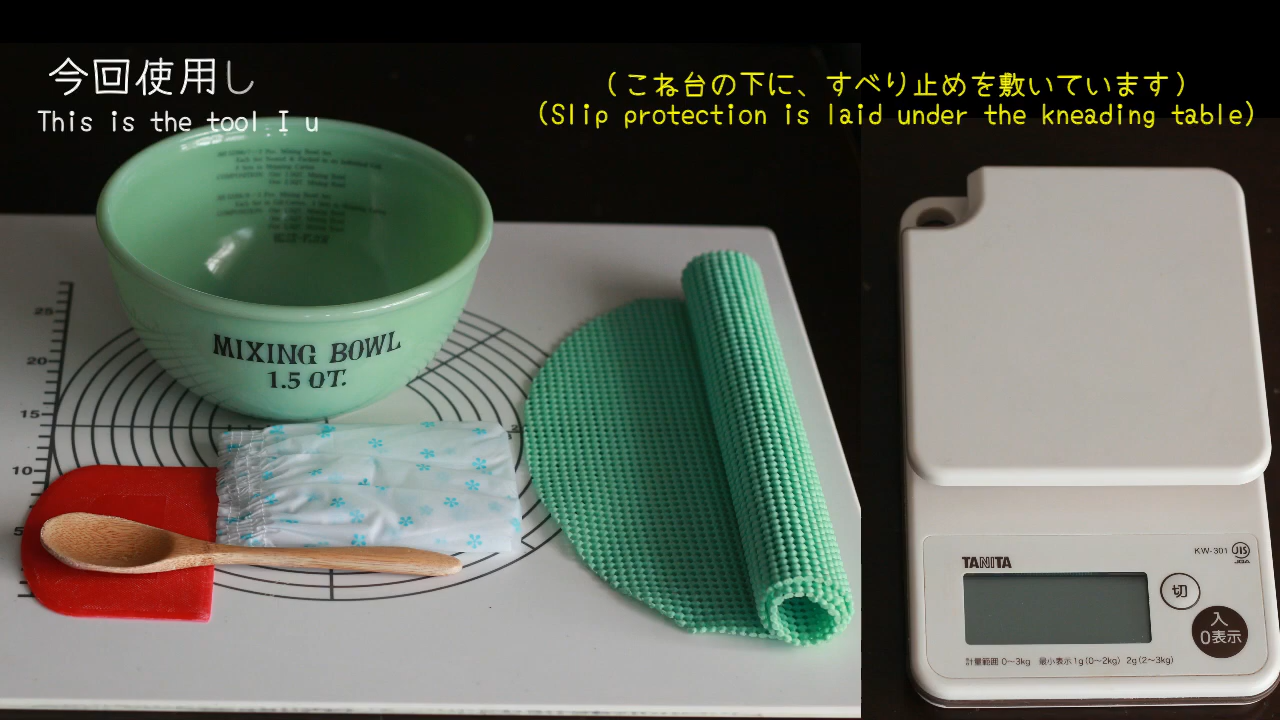 今回使用し
This is the tool I u
(こね台の下に、すべり止めを敷いています)
(Slip protection is laid under the kneading table)
MIXING BOWL
1.5 QT.
25
20
15
10
5
TANITA
KW-301 JIS
切
入
0表示
計量範囲 0~3kg 最小表示1g(0~2kg) 2g(2~3kg)